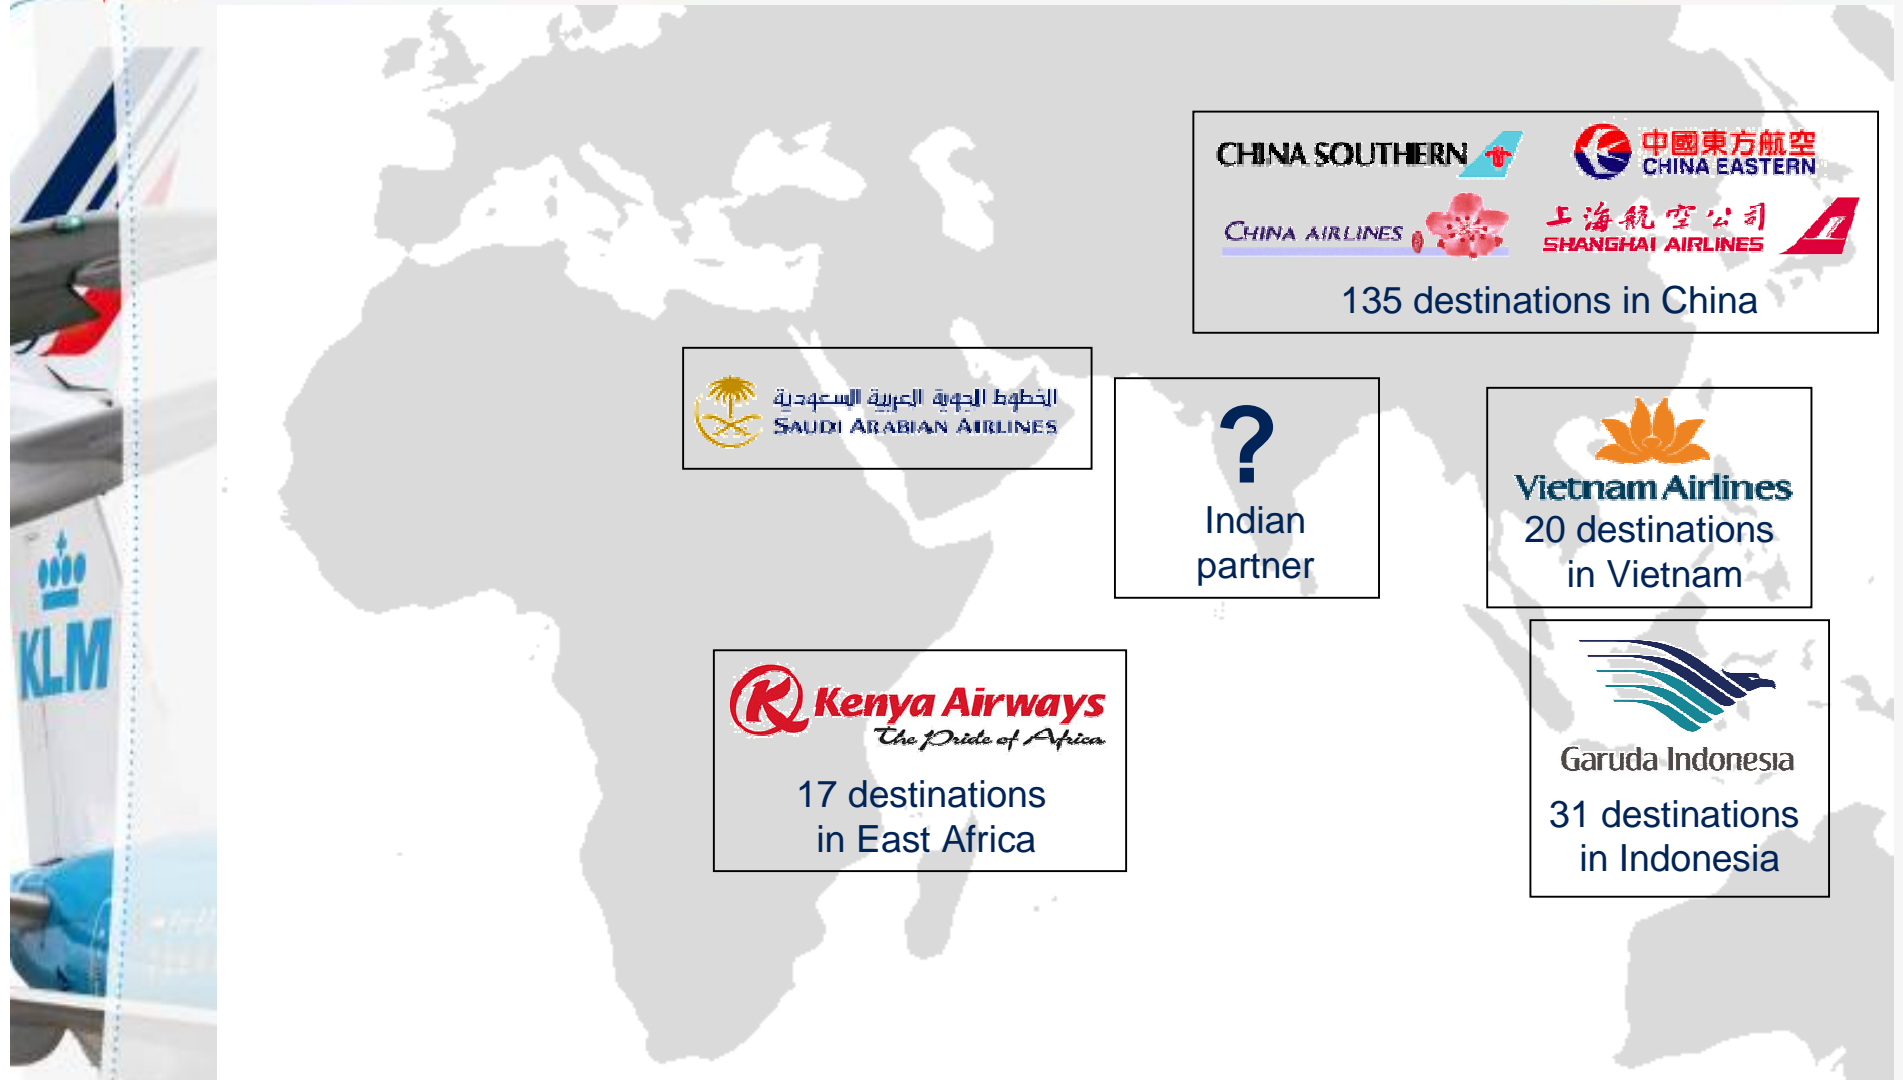 CHINA SOUTHERN
中國東方航空
CHINA EASTERN
CHINA AIRLINES
上海航空公司
SHANGHAI AIRLINES
135 destinations in China
الخطوط الجوية العربية السعودية
SAUDI ARABIAN AIRLINES
?
Indian
partner
Vietnam Airlines
20 destinations
in Vietnam
KLM
Kenya Airways
The Pride of Africa
17 destinations
in East Africa
Garuda Indonesia
31 destinations
in Indonesia